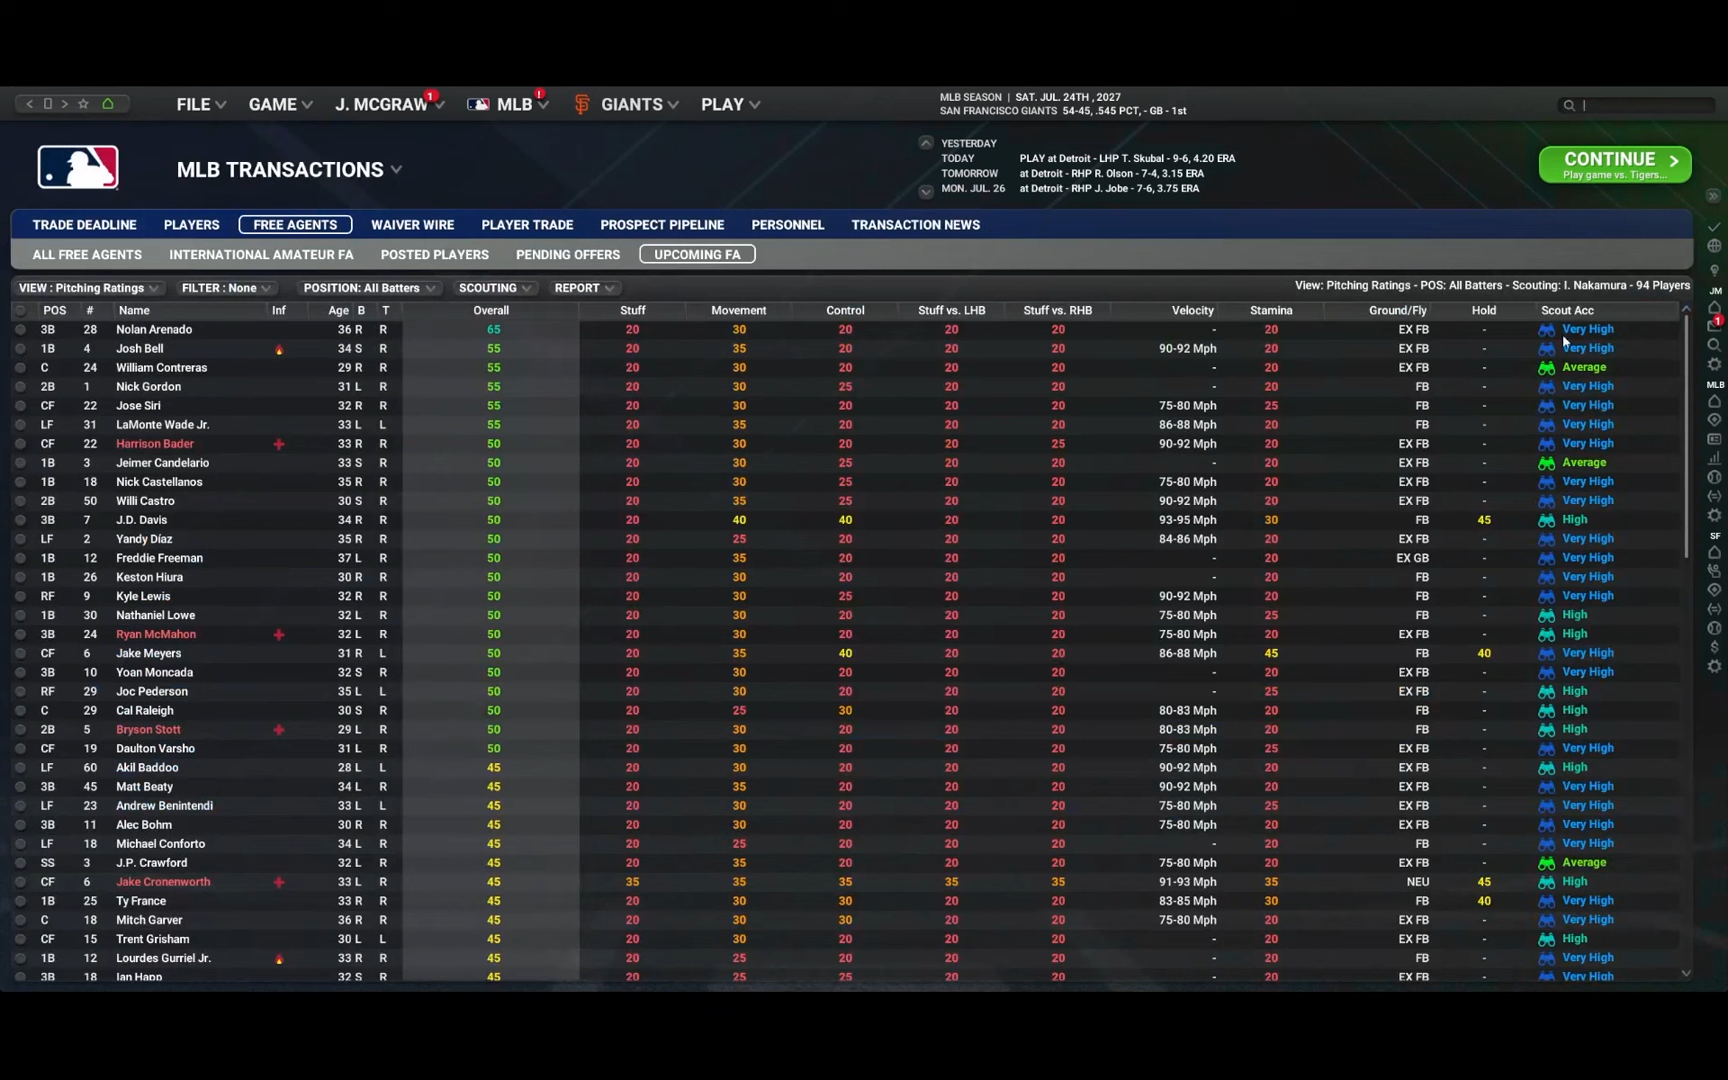 FILE GAME J. MCGRAW 1 MLB ! GIANTS PLAY
MLB SEASON | SAT. JUL. 24TH , 2027
SAN FRANCISCO GIANTS 54-45, .545 PCT, - GB - 1st
MLB TRANSACTIONS
YESTERDAY
TODAY PLAY at Detroit - LHP T. Skubal - 9-6, 4.20 ERA
TOMORROW at Detroit - RHP R. Olson - 7-4, 3.15 ERA
MON. JUL. 26 at Detroit - RHP J. Jobe - 7-6, 3.75 ERA
CONTINUE
Play game vs. Tigers...
TRADE DEADLINE PLAYERS FREE AGENTS WAIVER WIRE PLAYER TRADE PROSPECT PIPELINE PERSONNEL TRANSACTION NEWS
ALL FREE AGENTS INTERNATIONAL AMATEUR FA POSTED PLAYERS PENDING OFFERS UPCOMING FA
VIEW : Pitching Ratings FILTER : None POSITION: All Batters SCOUTING REPORT View: Pitching Ratings - POS: All Batters - Scouting: I. Nakamura - 94 Players
POS # Name Inf Age B T Overall Stuff Movement Control Stuff vs. LHB Stuff vs. RHB Velocity Stamina Ground/Fly Hold Scout Acc
3B 28 Nolan Arenado 36 R R 65 20 30 20 20 20 - 20 EX FB - Very High
1B 4 Josh Bell 34 S R 55 20 35 20 20 20 90-92 Mph 20 EX FB - Very High
C 24 William Contreras 29 R R 55 20 30 20 20 20 - 20 EX FB - Average
2B 1 Nick Gordon 31 L R 55 20 30 25 20 20 - 20 FB - Very High
CF 22 Jose Siri 32 R R 55 20 30 20 20 20 75-80 Mph 25 FB - Very High
LF 31 LaMonte Wade Jr. 33 L L 55 20 35 20 20 20 86-88 Mph 20 FB - Very High
CF 22 Harrison Bader 33 R R 50 20 30 20 20 25 90-92 Mph 20 EX FB - Very High
1B 3 Jeimer Candelario 33 S R 50 20 30 25 20 20 - 20 EX FB - Average
1B 18 Nick Castellanos 35 R R 50 20 30 20 20 20 75-80 Mph 20 EX FB - Very High
2B 50 Willi Castro 30 S R 50 20 35 25 20 20 90-92 Mph 20 EX FB - Very High
3B 7 J.D. Davis 34 R R 50 20 40 40 20 20 93-95 Mph 30 FB 45 High
LF 2 Yandy Díaz 35 R R 50 20 25 20 20 20 84-86 Mph 20 EX FB - Very High
1B 12 Freddie Freeman 37 L R 50 20 35 20 20 20 - 20 EX GB - Very High
1B 26 Keston Hiura 30 R R 50 20 30 20 20 20 - 20 FB - Very High
RF 9 Kyle Lewis 32 R R 50 20 30 25 20 20 90-92 Mph 20 FB - Very High
1B 30 Nathaniel Lowe 32 L R 50 20 30 20 20 20 75-80 Mph 25 FB - High
3B 24 Ryan McMahon 32 L R 50 20 30 20 20 20 75-80 Mph 20 EX FB - High
CF 6 Jake Meyers 31 R L 50 20 35 40 20 20 86-88 Mph 45 FB 40 Very High
3B 10 Yoan Moncada 32 S R 50 20 30 20 20 20 - 20 EX FB - Very High
RF 29 Joc Pederson 35 L L 50 20 30 20 20 20 - 25 EX FB - High
C 29 Cal Raleigh 30 S R 50 20 25 30 20 20 80-83 Mph 20 FB - High
2B 5 Bryson Stott 29 L R 50 20 30 20 20 20 80-83 Mph 20 FB - High
CF 19 Daulton Varsho 31 L R 50 20 30 20 20 20 75-80 Mph 25 EX FB - Very High
LF 60 Akil Baddoo 28 L L 45 20 30 20 20 20 90-92 Mph 20 EX FB - High
3B 45 Matt Beaty 34 L R 45 20 35 20 20 20 90-92 Mph 20 EX FB - Very High
LF 23 Andrew Benintendi 33 L L 45 20 30 20 20 20 75-80 Mph 25 EX FB - Very High
3B 11 Alec Bohm 30 R R 45 20 30 20 20 20 75-80 Mph 20 EX FB - Very High
LF 18 Michael Conforto 34 L R 45 20 25 20 20 20 - 20 FB - Very High
SS 3 J.P. Crawford 32 L R 45 20 35 20 20 20 75-80 Mph 20 EX FB - Average
CF 6 Jake Cronenworth 33 L R 45 35 35 35 35 35 91-93 Mph 35 NEU 45 High
1B 25 Ty France 33 R R 45 20 30 30 20 20 83-85 Mph 30 FB 40 Very High
C 18 Mitch Garver 36 R R 45 20 30 30 20 20 75-80 Mph 20 EX FB - Very High
CF 15 Trent Grisham 30 L L 45 20 30 20 20 20 - 20 EX FB - High
1B 12 Lourdes Gurriel Jr. 33 R R 45 20 25 20 20 20 - 20 FB - Very High
3B 18 Ian Happ 32 S R 45 20 25 25 20 20 - 20 EX FB - Very High
JM
1
MLB
SF